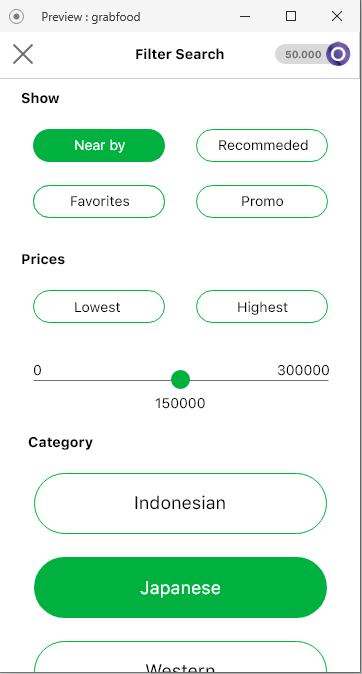 Preview : grabfood
Filter Search
50.000
Show
Near by
Recommeded
Favorites
Promo
Prices
Lowest
Highest
0
300000
150000
Category
Indonesian
Japanese
Western